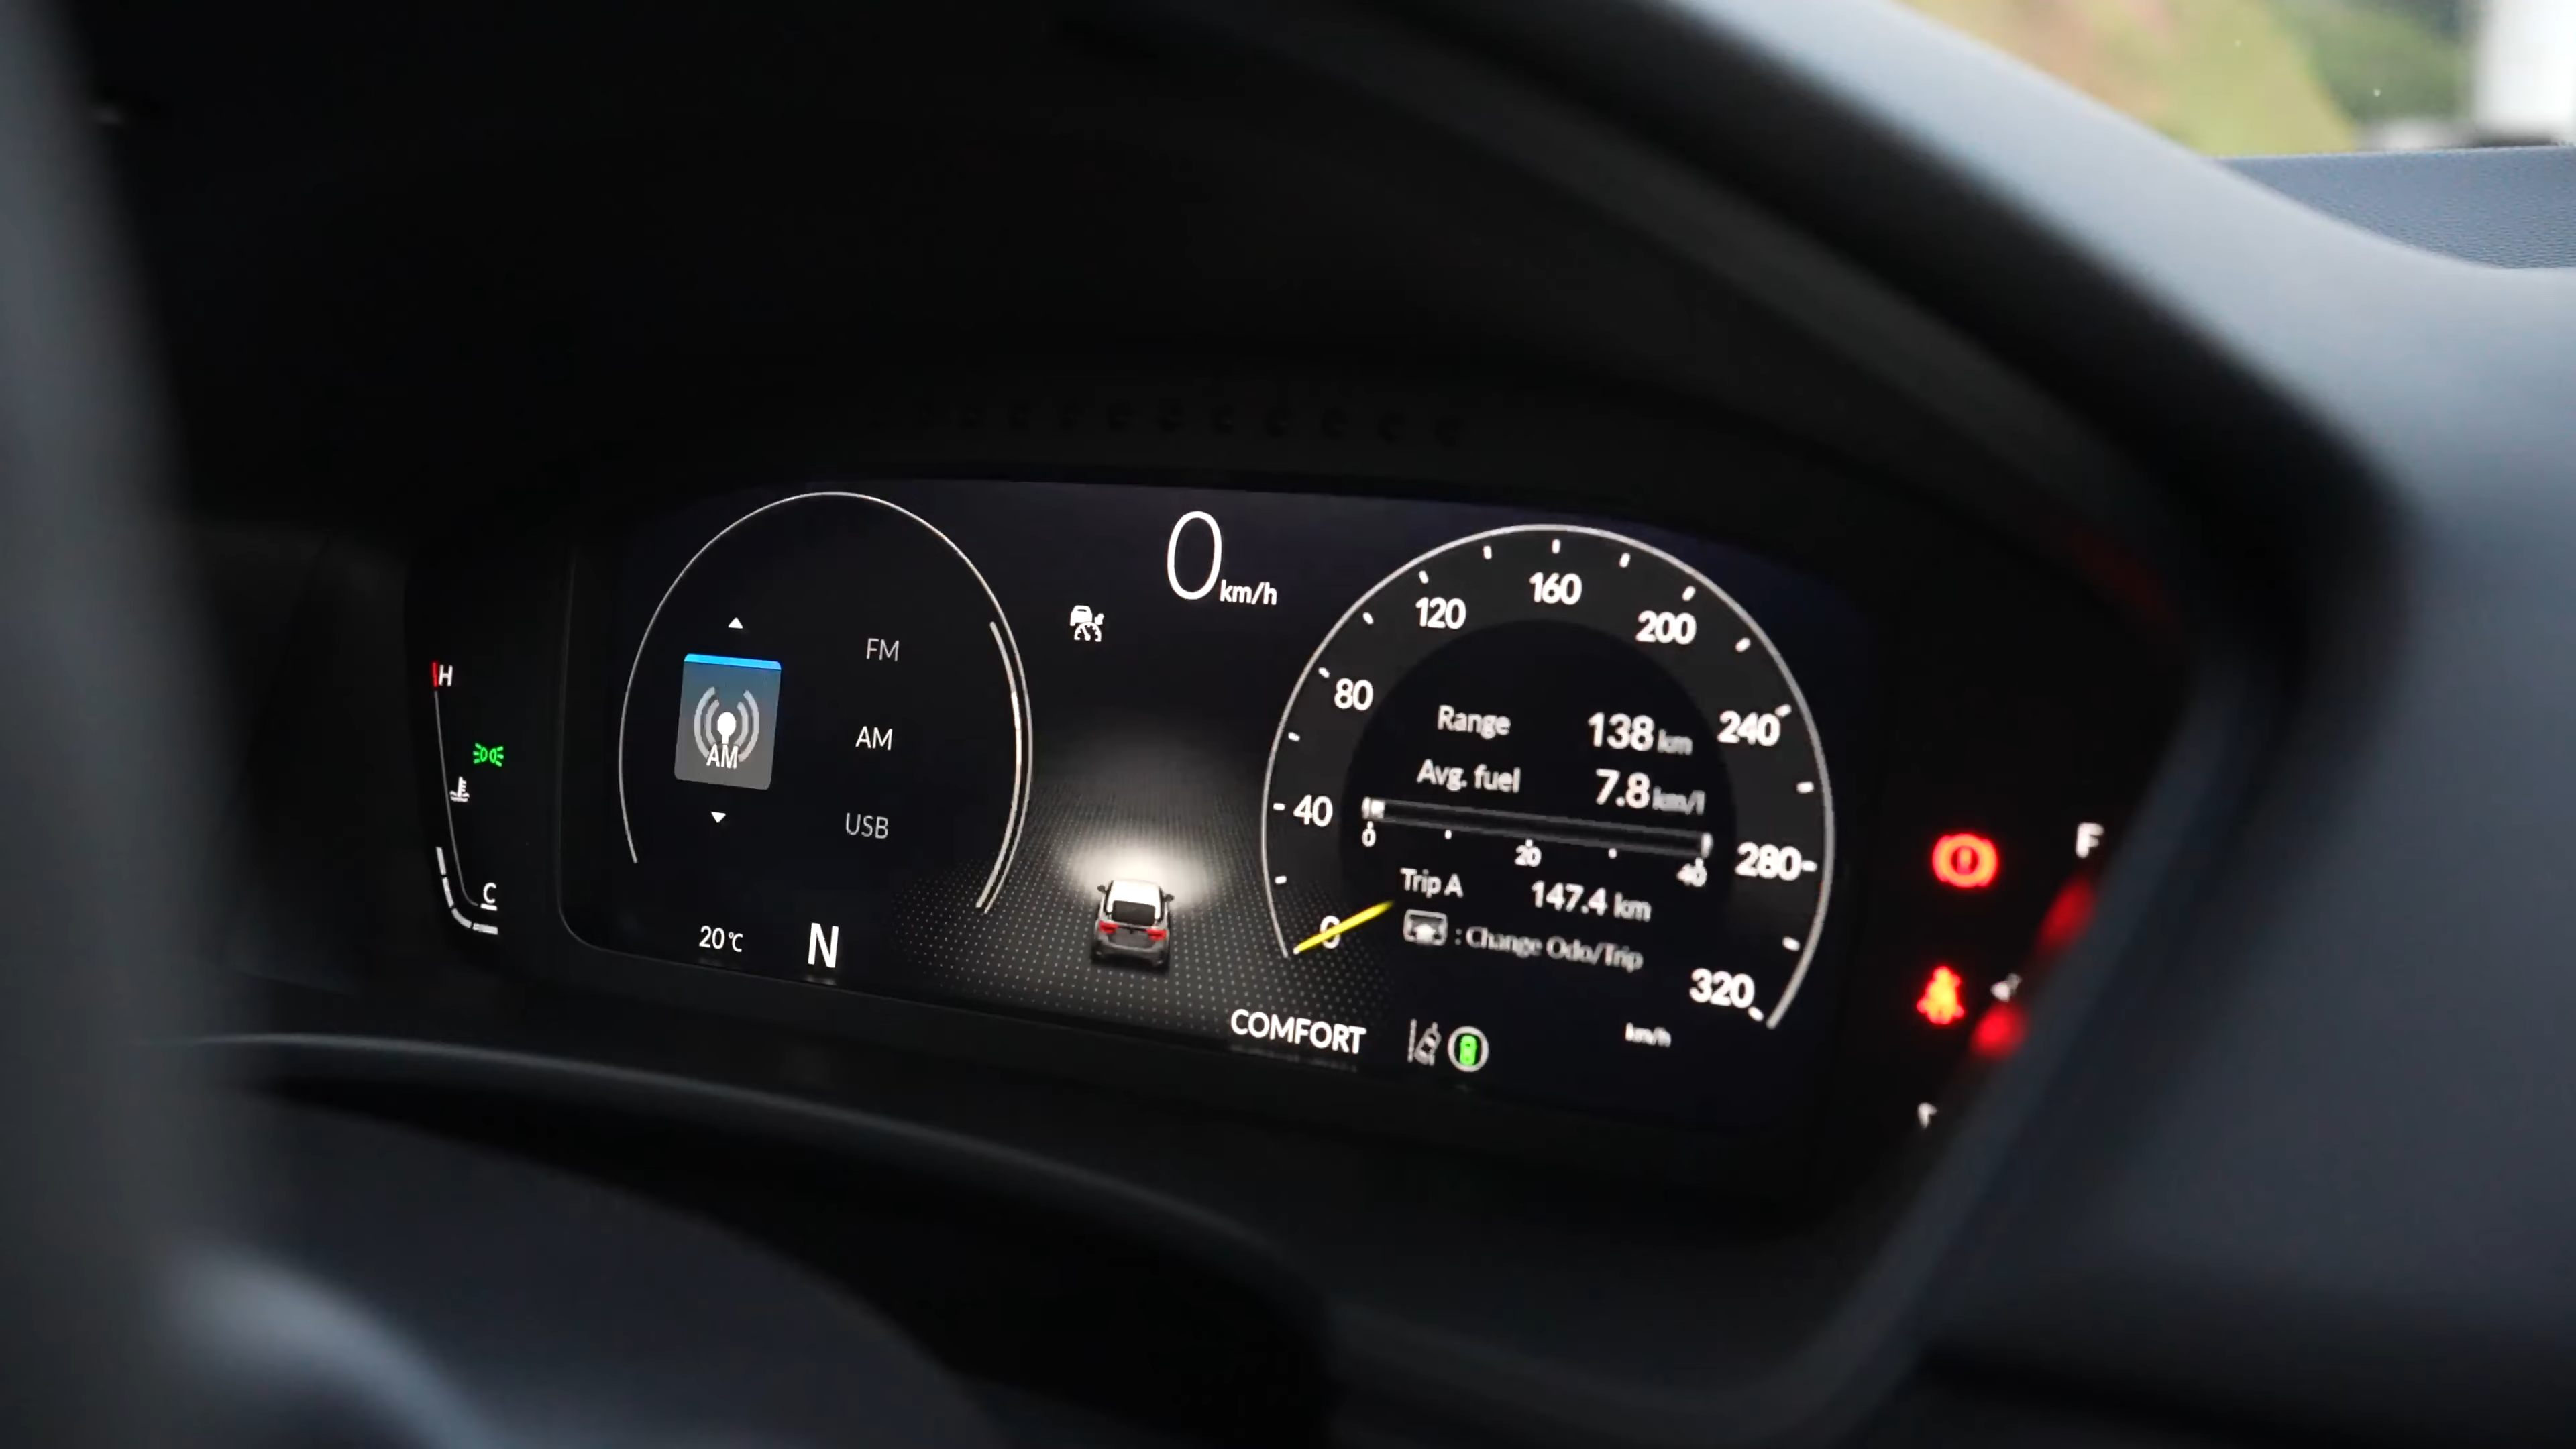 0 km/h
H
C
FM
AM
AM
USB
20°C
N
0
40
80
120
160
200
240
280
320
km/h
Range 138 km
Avg. fuel 7.8 km/l
0 20 40
Trip A 147.4 km
: Change Odo/Trip
COMFORT
F